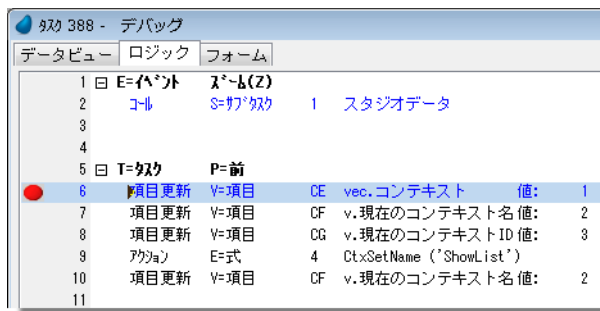 ﾀｽｸ 388 - デバッグ
データビュー ロジック フォーム
1 E=ｲﾍﾞﾝﾄ ｽﾞｰﾑ(Z)
2 ｺｰﾙ S=ｻﾌﾞﾀｽｸ 1 スタジオデータ
3
4
5 T=ﾀｽｸ P=前
6 項目更新 V=項目 CE vec.コンテキスト 値: 1
7 項目更新 V=項目 CF v.現在のコンテキスト名 値: 2
8 項目更新 V=項目 CG v.現在のコンテキストID 値: 3
9 ｱｸｼｮﾝ E=式 4 CtxSetName ('ShowList')
10 項目更新 V=項目 CF v.現在のコンテキスト名 値: 2
11